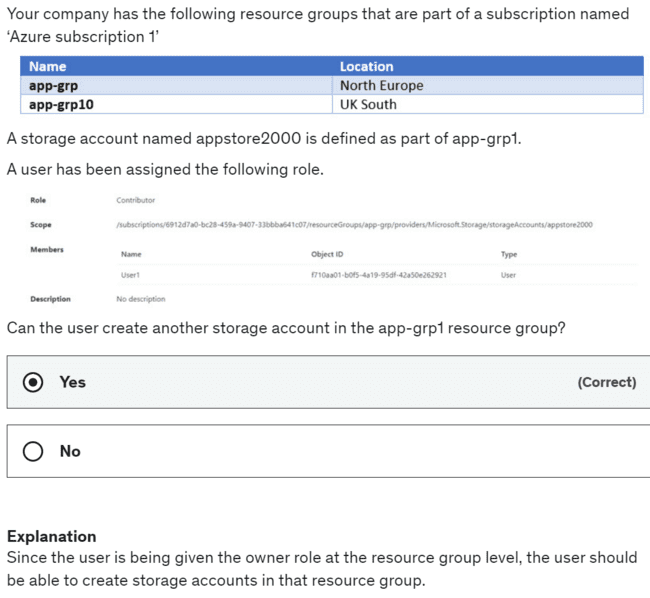 Your company has the following resource groups that are part of a subscription named
‘Azure subscription 1’
Name Location
app-grp North Europe
app-grp10 UK South
A storage account named appstore2000 is defined as part of app-grp1.
A user has been assigned the following role.
Role Contributor
Scope /subscriptions/6912d7a0-bc28-459a-9407-33bbba641c07/resourceGroups/app-grp/providers/Microsoft.Storage/storageAccounts/appstore2000
Members Name Object ID Type
User1 f710aa01-b0f5-4a19-95df-42a50e262921 User
Description No description
Can the user create another storage account in the app-grp1 resource group?
Yes (Correct)
No
Explanation
Since the user is being given the owner role at the resource group level, the user should
be able to create storage accounts in that resource group.